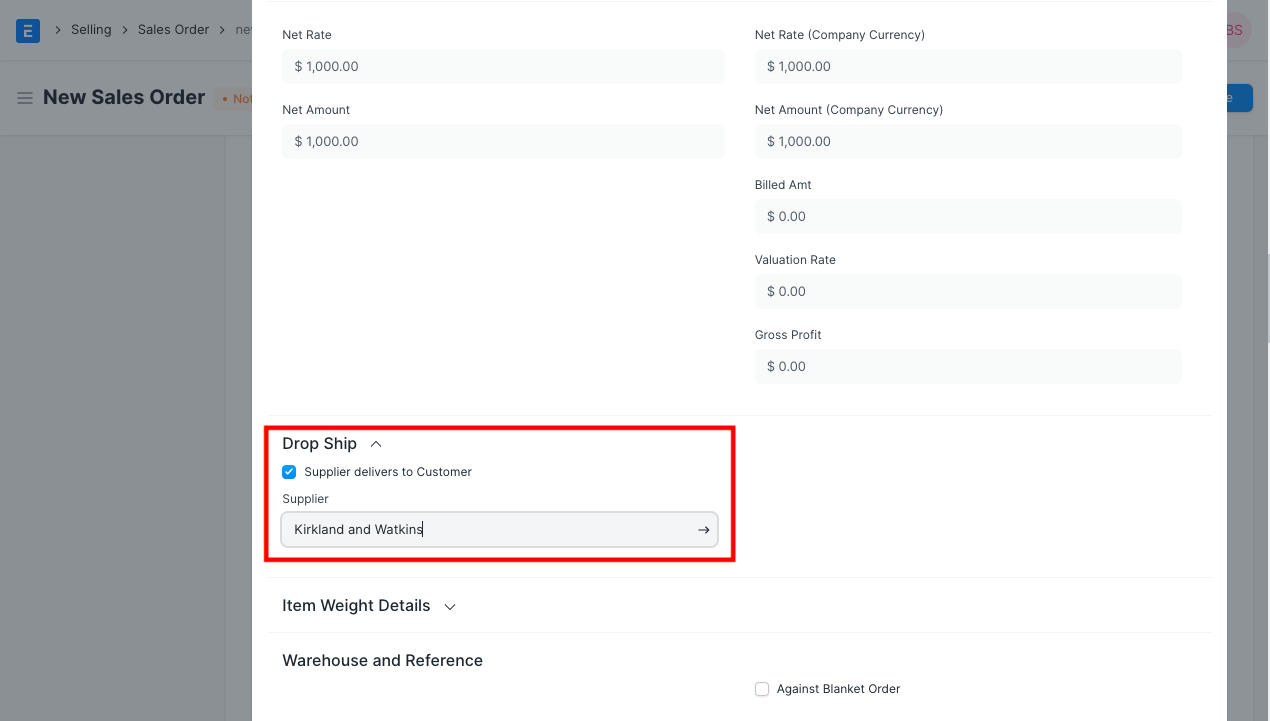 E
Selling
Sales Order
ne
BS
New Sales Order
• Not
e
Net Rate
$ 1,000.00
Net Rate (Company Currency)
$ 1,000.00
Net Amount
$ 1,000.00
Net Amount (Company Currency)
$ 1,000.00
Billed Amt
$ 0.00
Valuation Rate
$ 0.00
Gross Profit
$ 0.00
Drop Ship
Supplier delivers to Customer
Supplier
Kirkland and Watkins
Item Weight Details
Warehouse and Reference
Against Blanket Order